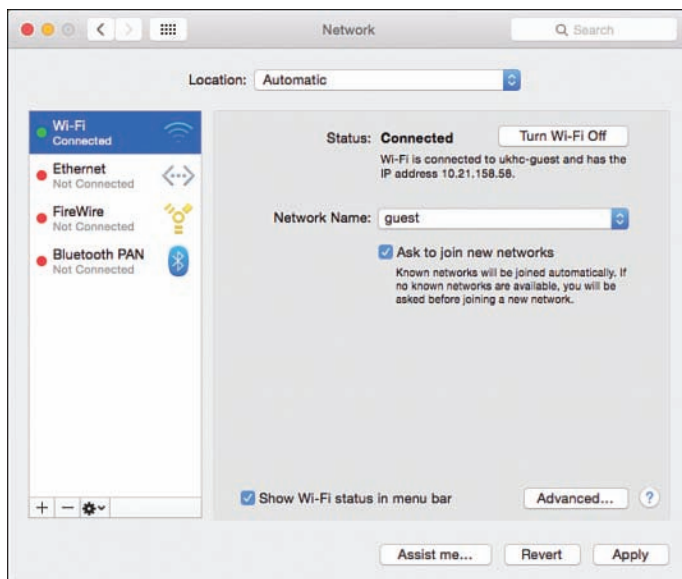 Network
Search
Location: Automatic
Wi-Fi
Connected
Ethernet
Not Connected
FireWire
Not Connected
Bluetooth PAN
Not Connected
Status: Connected Turn Wi-Fi Off
Wi-Fi is connected to ukhc-guest and has the
IP address 10.21.158.58.
Network Name: guest
Ask to join new networks
Known networks will be joined automatically. If
no known networks are available, you will be
asked before joining a new network.
Show Wi-Fi status in menu bar Advanced... ?
Assist me... Revert Apply